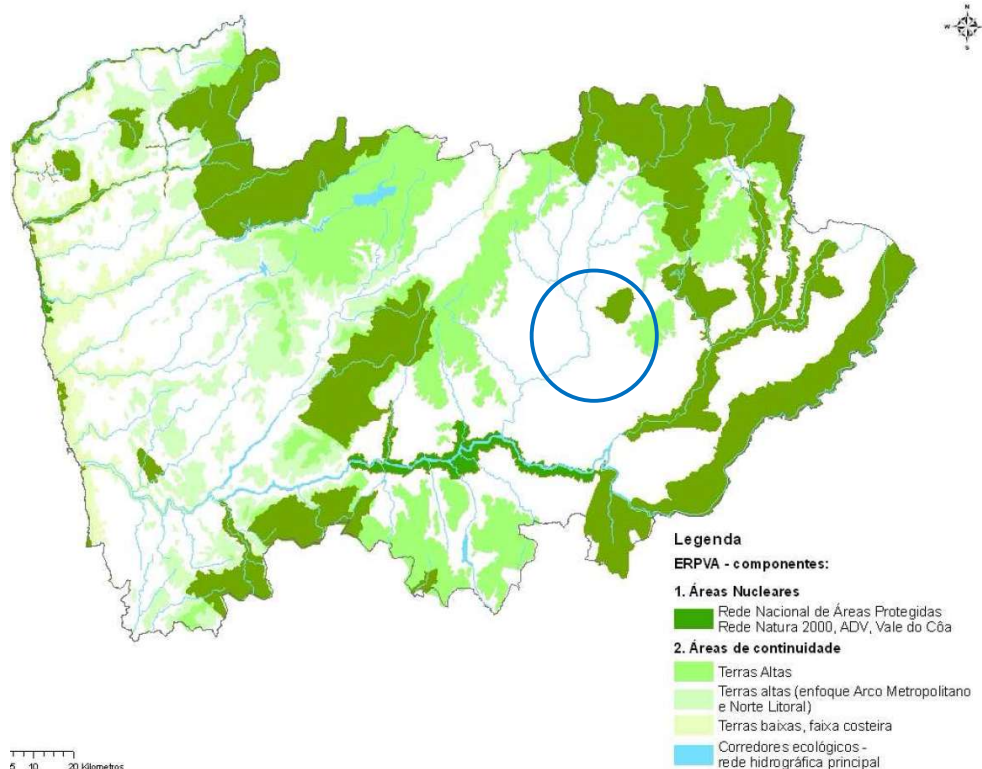 N
W
E
S
Legenda
ERPVA - componentes:
1. Áreas Nucleares
Rede Nacional de Áreas Protegidas
Rede Natura 2000, ADV, Vale do Côa
2. Áreas de continuidade
Terras Altas
Terras altas (enfoque Arco Metropolitano
e Norte Litoral)
Terras baixas, faixa costeira
Corredores ecológicos -
rede hidrográfica principal
5 10 20 Kilometros